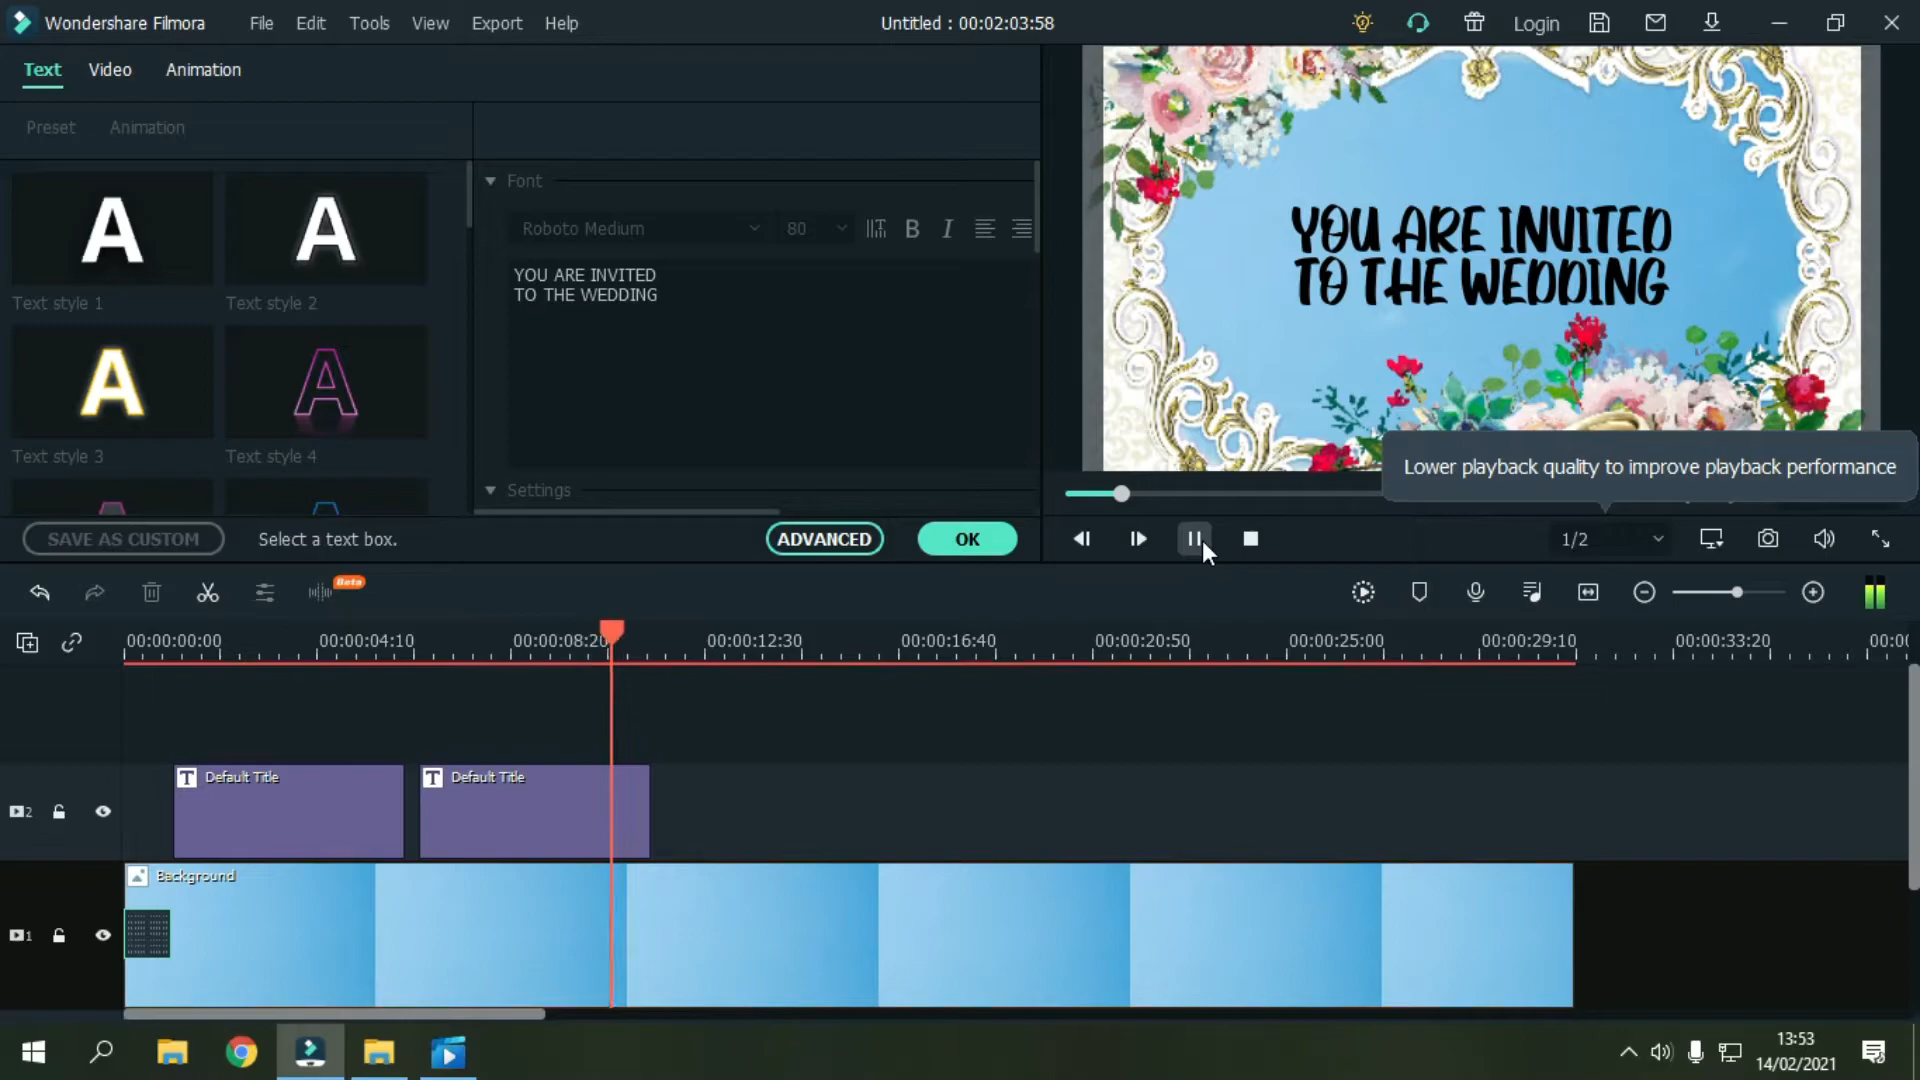 Wondershare Filmora File Edit Tools View Export Help Untitled : 00:02:03:58 Login
Text Video Animation
Preset Animation
Font
Roboto Medium 80 B I
YOU ARE INVITED
TO THE WEDDING
A A
Text style 1 Text style 2
A A
Text style 3 Text style 4
Settings
SAVE AS CUSTOM Select a text box. ADVANCED OK
YOU ARE INVITED
TO THE WEDDING
Lower playback quality to improve playback performance
1/2
Beta
00:00:00:00 00:00:04:10 00:00:08:20 00:00:12:30 00:00:16:40 00:00:20:50 00:00:25:00 00:00:29:10 00:00:33:20
T Default Title T Default Title
2
Background
1
13:53
14/02/2021